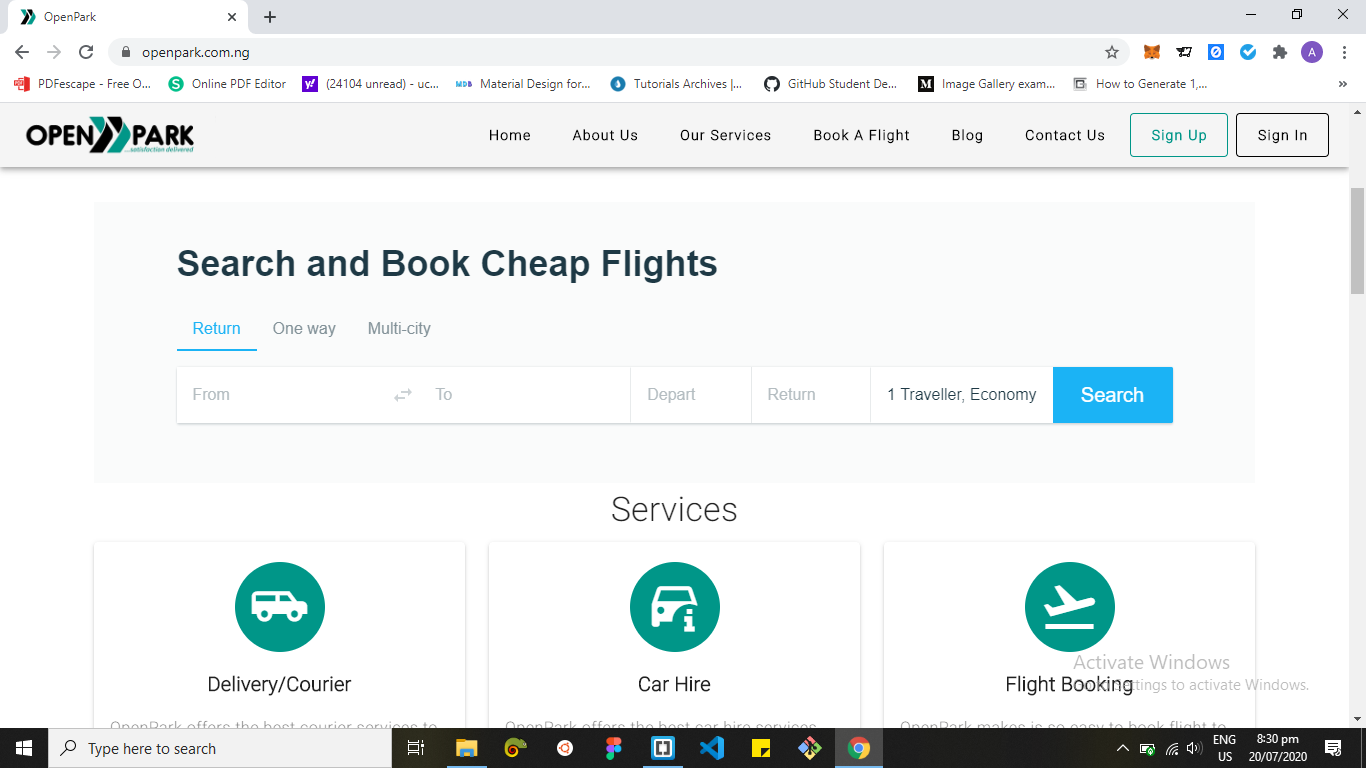 OpenPark
openpark.com.ng
A
PDFescape - Free O...
Online PDF Editor
(24104 unread) - uc...
Material Design for...
Tutorials Archives |...
GitHub Student De...
Image Gallery exam...
How to Generate 1,...
OPEN PARK
...satisfaction delivered
Home
About Us
Our Services
Book A Flight
Blog
Contact Us
Sign Up
Sign In
Search and Book Cheap Flights
Return
One way
Multi-city
From
To
Depart
Return
1 Traveller, Economy
Search
Services
Delivery/Courier
Car Hire
Flight Booking
OpenPark offers the best courier services to
OpenPark offers the best car hire services
OpenPark makes is so easy to book flight to
Activate Windows
Go to Settings to activate Windows.
Type here to search
ENG
US
8:30 pm
20/07/2020